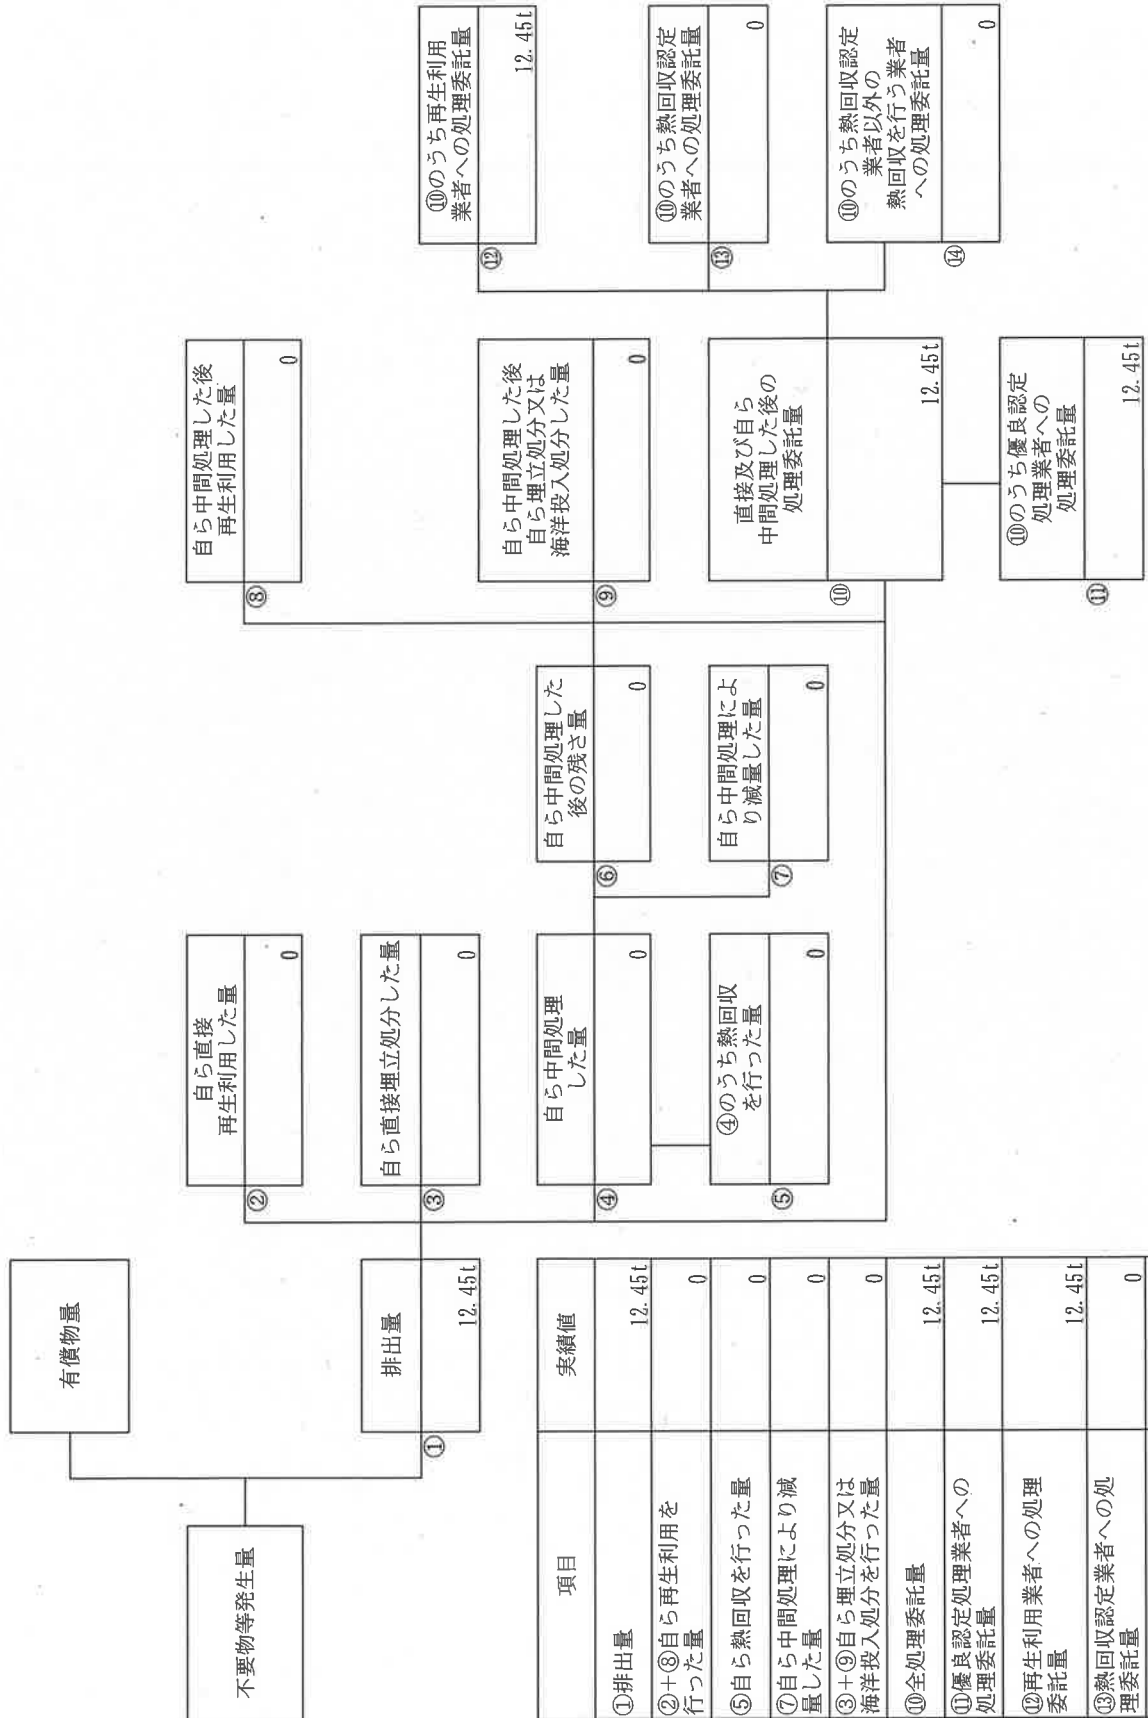 不要物等発生量
有償物量
排出量
①
12.45t
自ら直接
再生利用した量
②
0
自ら直接埋立処分した量
③
0
自ら中間処理
した量
④
0
④のうち熱回収
を行った量
⑤
0
自ら中間処理した
後の残さ量
⑥
0
自ら中間処理によ
り減量した量
⑦
0
自ら中間処理した後
再生利用した量
⑧
0
自ら中間処理した後
自ら埋立処分又は
海洋投入処分した量
⑨
0
直接及び自ら
中間処理した後の
処理委託量
⑩
12.45t
⑩のうち優良認定
処理業者への
処理委託量
⑪
12.45t
⑩のうち再生利用
業者への処理委託量
⑫
12.45t
⑩のうち熱回収認定
業者への処理委託量
⑬
0
⑩のうち熱回収認定
業者以外の
熱回収を行う業者
への処理委託量
⑭
0
項目 実績値
①排出量 12.45t
②+⑧自ら再生利用を
行った量 0
⑤自ら熱回収を行った量 0
⑦自ら中間処理により減
量した量 0
③+⑨自ら埋立処分又は
海洋投入処分を行った量 0
⑩全処理委託量 12.45t
⑪優良認定処理業者への
処理委託量 12.45t
⑫再生利用業者への処理
委託量 12.45t
⑬熱回収認定業者への処
理委託量 0